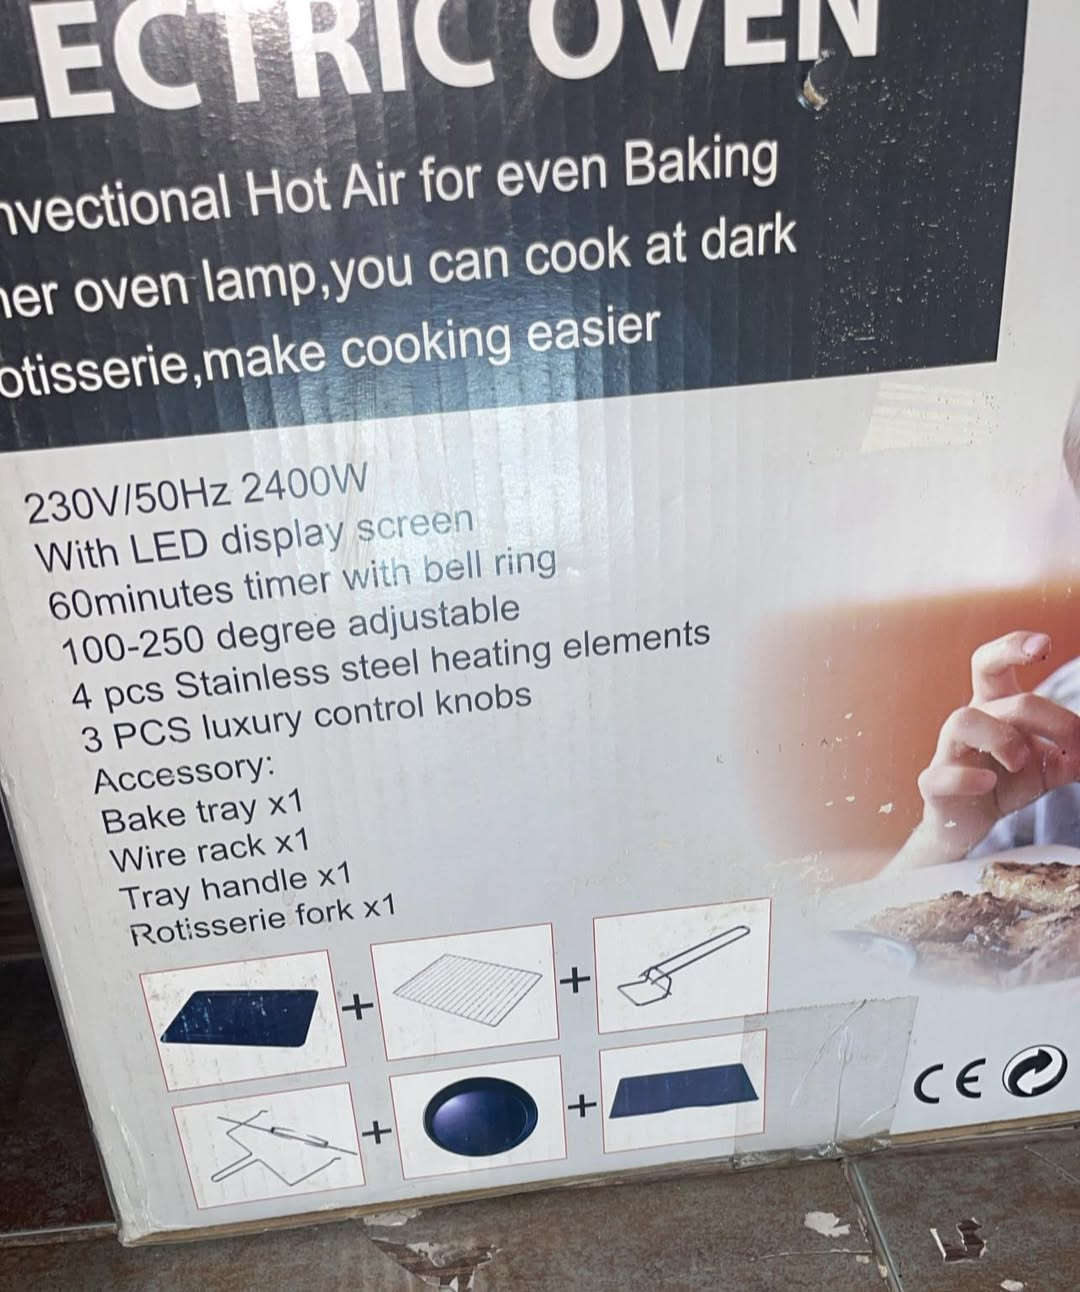 LECTRIC OVEN
nvectional Hot Air for even Baking
ner oven lamp,you can cook at dark
otisserie,make cooking easier
230V/50Hz 2400W
With LED display screen
60minutes timer with bell ring
100-250 degree adjustable
4 pcs Stainless steel heating elements
3 PCS luxury control knobs
Accessory:
Bake tray x1
Wire rack x1
Tray handle x1
Rotisserie fork x1
+ +
+ +
CE